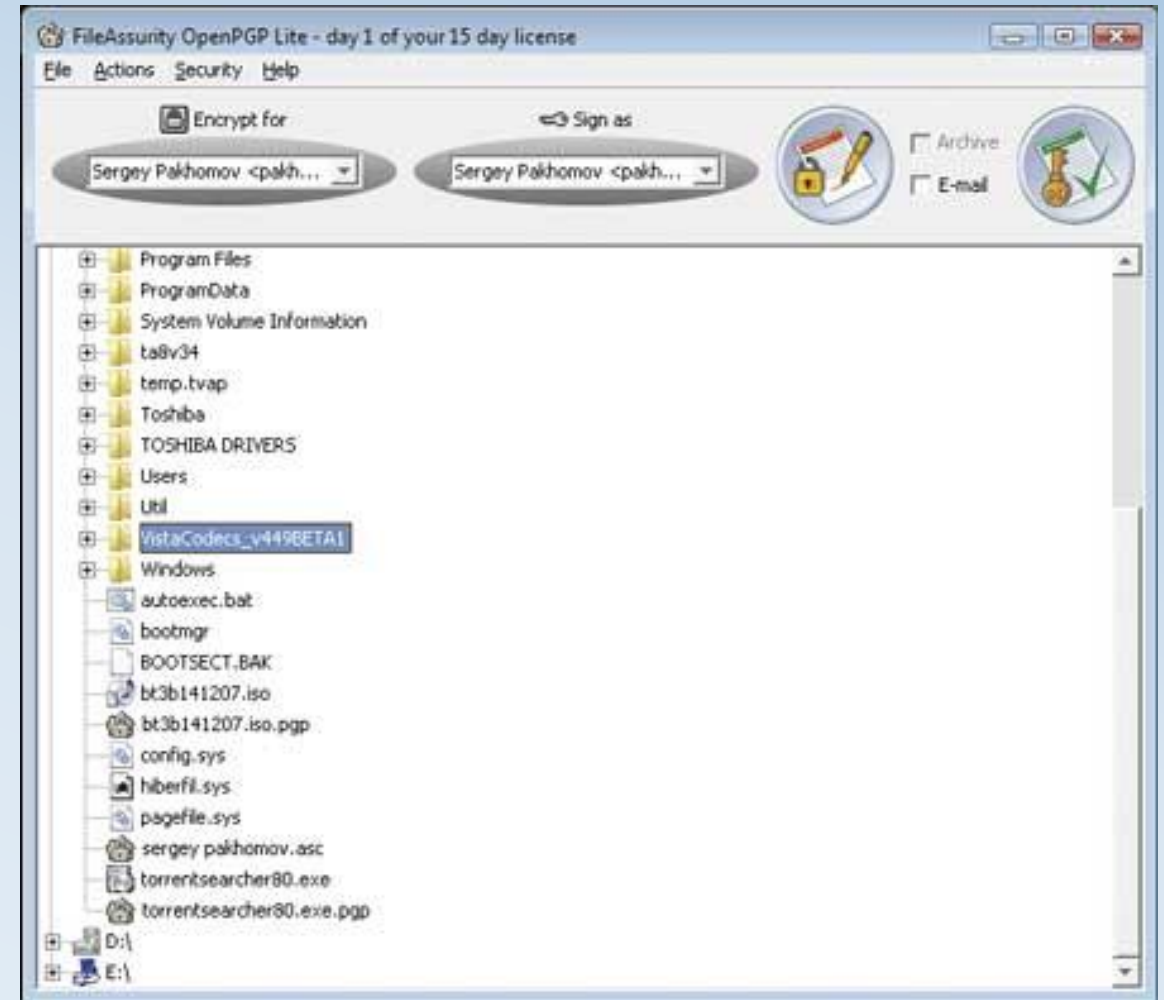 FileAssurity OpenPGP Lite - day 1 of your 15 day license
File Actions Security Help
Encrypt for
Sign as
Sergey Pakhomov <pakh...
Sergey Pakhomov <pakh...
Archive
E-mail
Program Files
ProgramData
System Volume Information
ta8v34
temp.tvap
Toshiba
TOSHIBA DRIVERS
Users
Util
VistaCodecs_v449BETA1
Windows
autoexec.bat
bootmgr
BOOTSECT.BAK
bt3b141207.iso
bt3b141207.iso.pgp
config.sys
hiberfil.sys
pagefile.sys
sergey pakhomov.asc
torrentsearcher80.exe
torrentsearcher80.exe.pgp
D:\
E:\